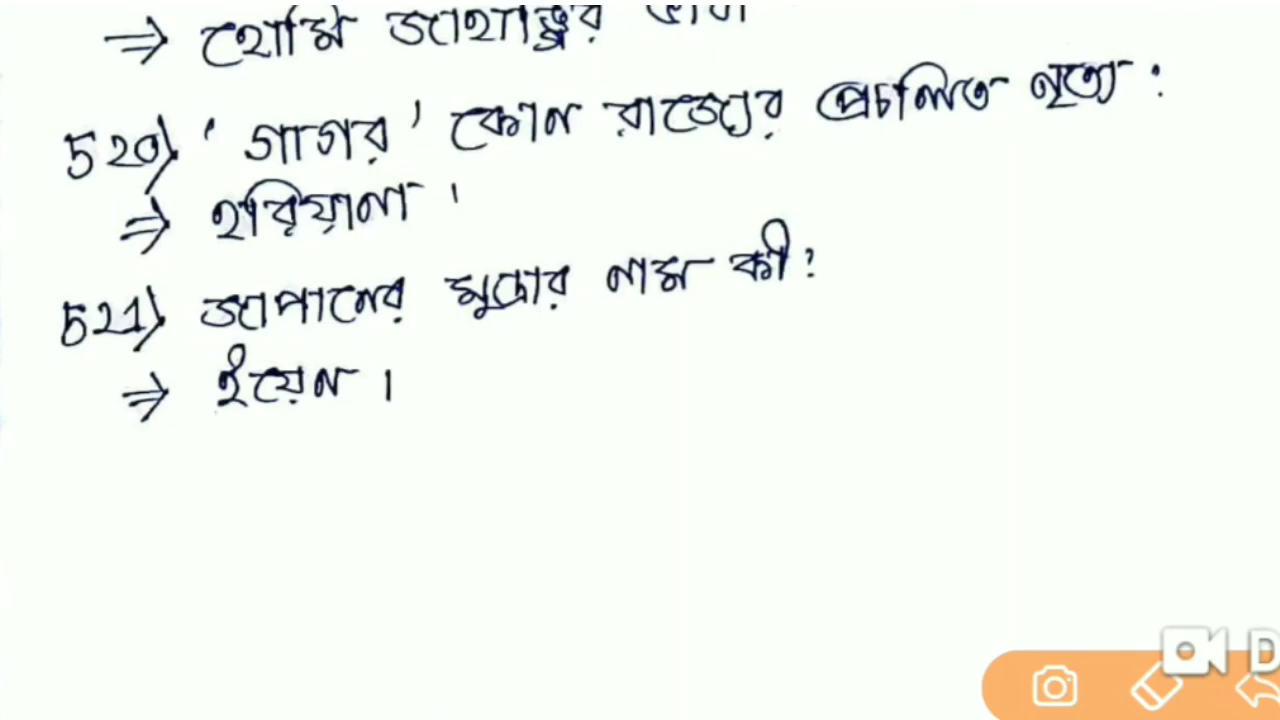 ⇒ হোমি জাহাঙ্গুর ভাবা
520) 'গাগর' কোন রাজ্যের প্রচলিত নৃত্য?
⇒ হরিয়ানা।
521) জাপানের মুদ্রার নাম কী?
⇒ ইয়েন।
D